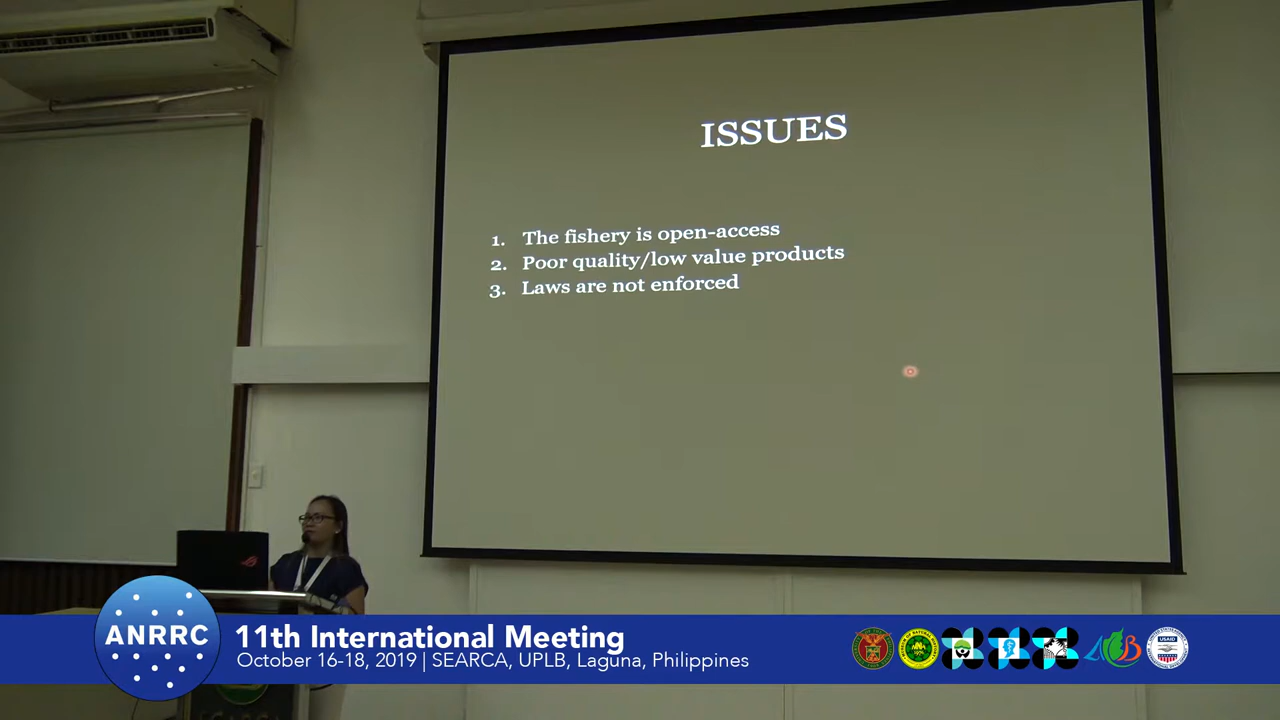 ISSUES
1. The fishery is open-access
2. Poor quality/low value products
3. Laws are not enforced
ANRRC
11th International Meeting
October 16-18, 2019 | SEARCA, UPLB, Laguna, Philippines
USAID